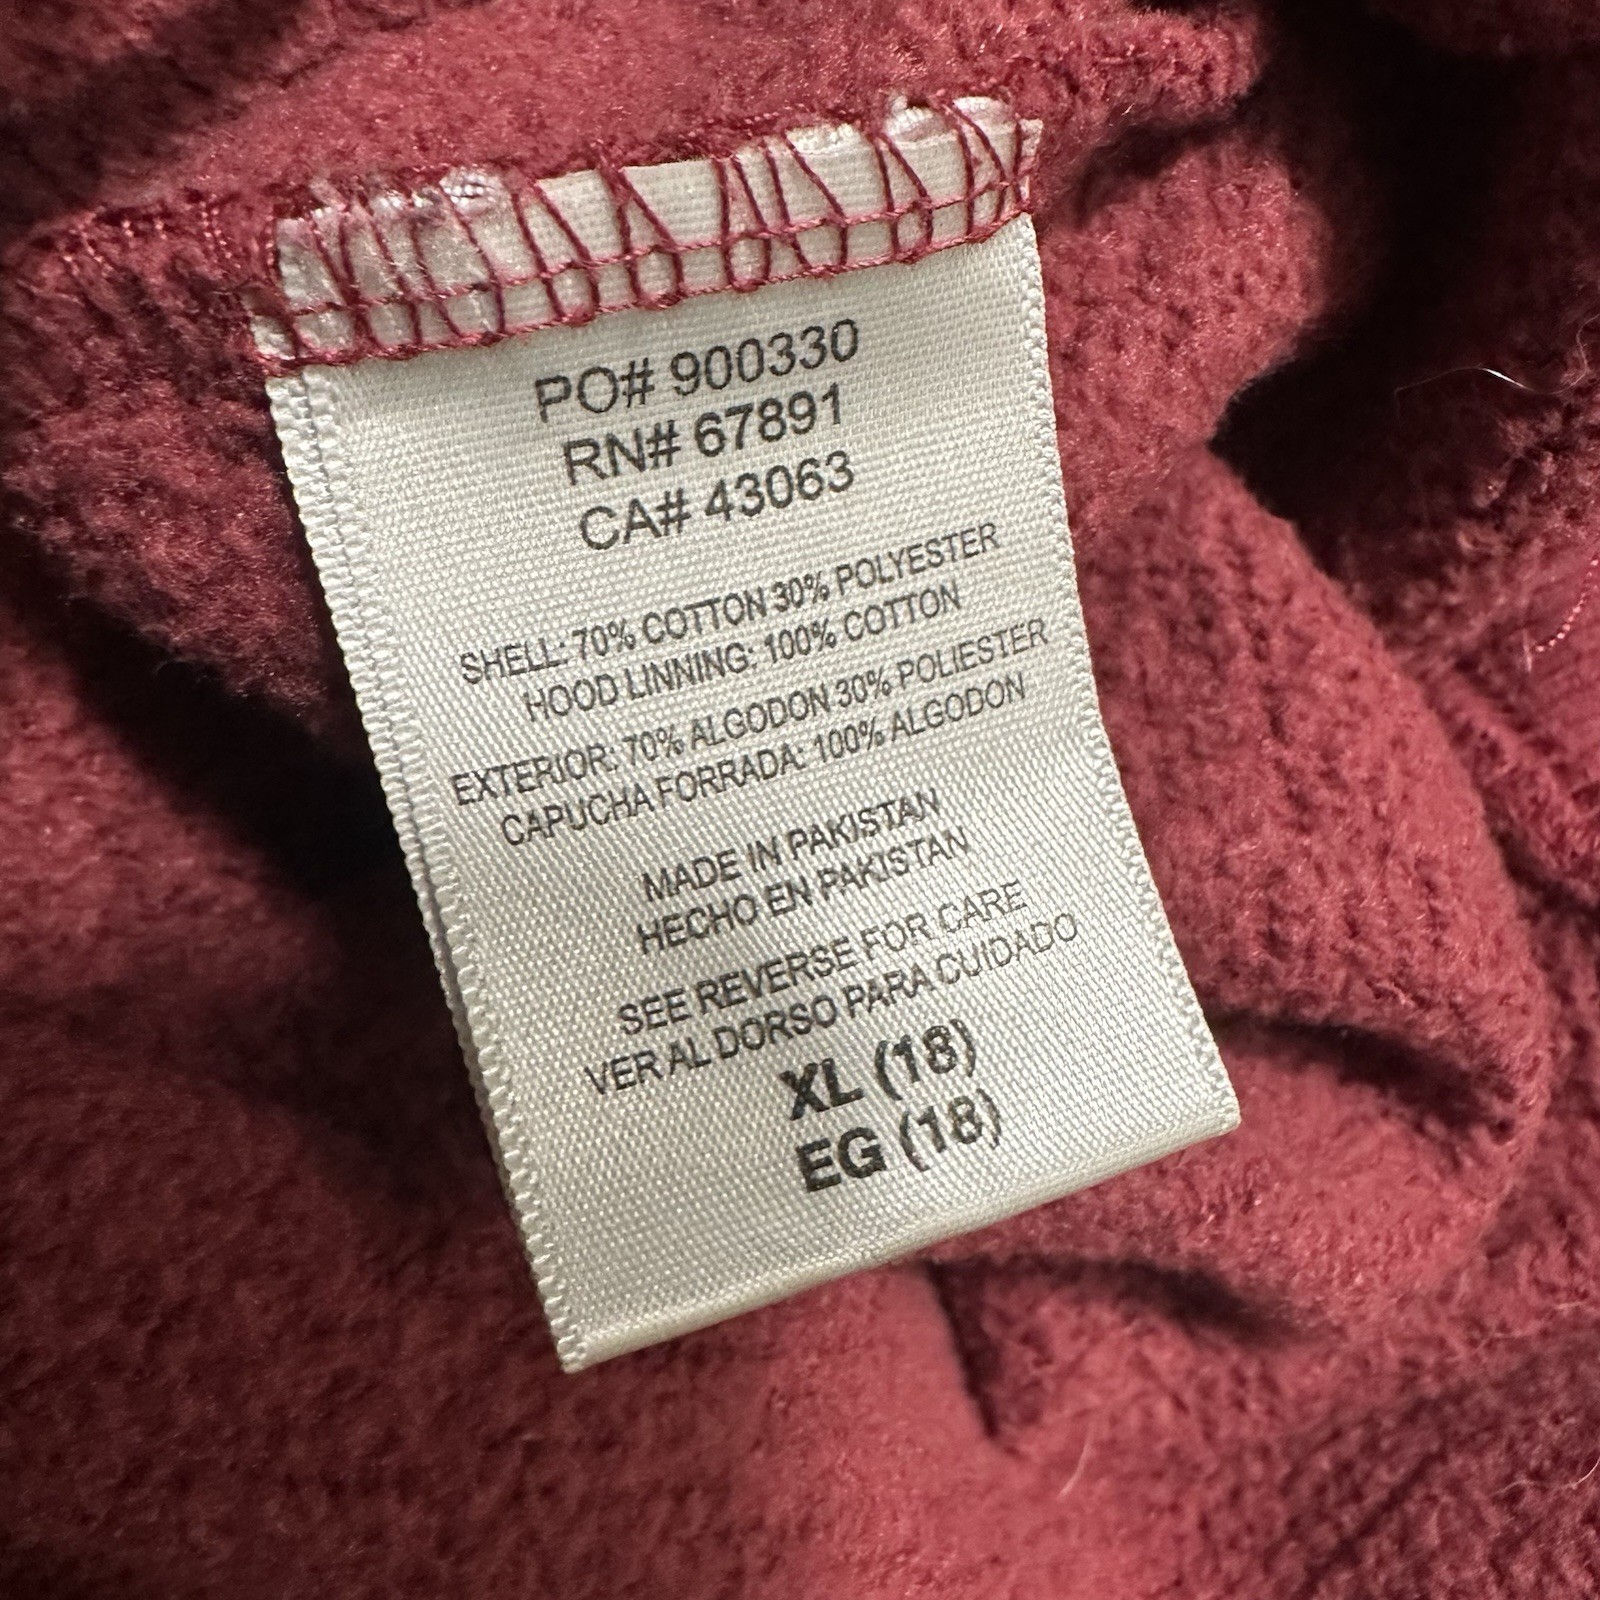 PO# 900330
RN# 67891
CA# 43063
SHELL: 70% COTTON 30% POLYESTER
HOOD LINNING: 100% COTTON
EXTERIOR: 70% ALGODON 30% POLIESTER
CAPUCHA FORRADA: 100% ALGODON
MADE IN PAKISTAN
HECHO EN PAKISTAN
SEE REVERSE FOR CARE
VER AL DORSO PARA CUIDADO
XL (18)
EG (18)